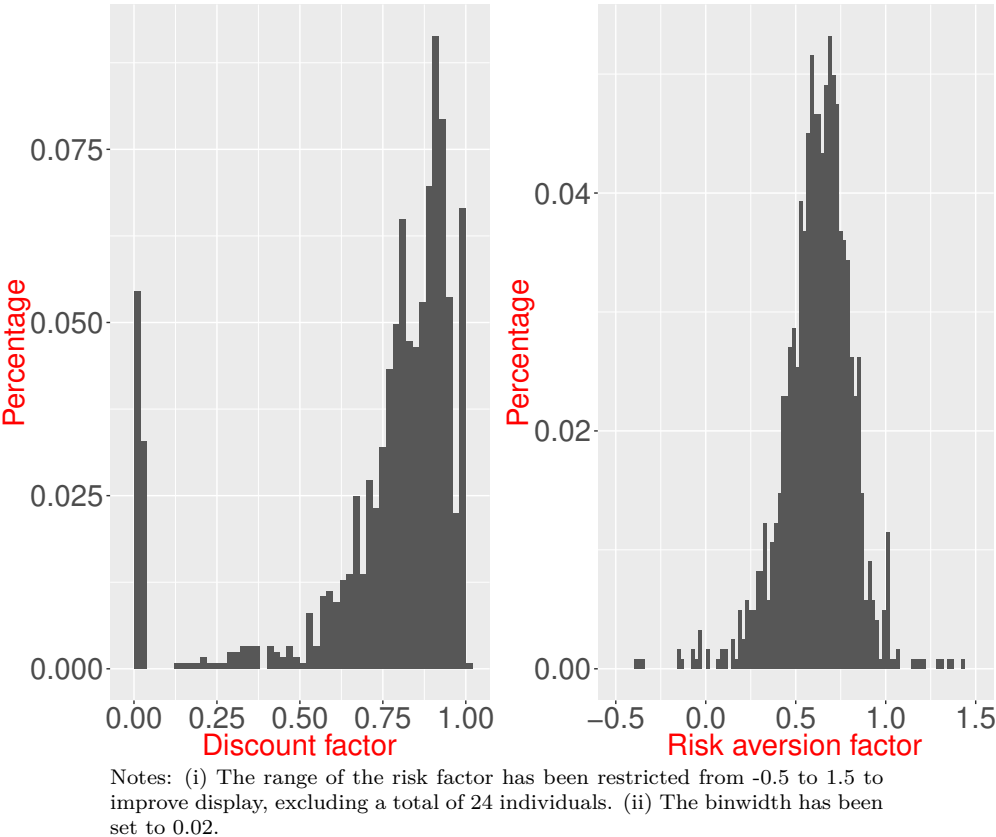 Percentage
0.075
0.050
0.025
0.000
0.00 0.25 0.50 0.75 1.00
Discount factor
Percentage
0.04
0.02
0.00
−0.5 0.0 0.5 1.0 1.5
Risk aversion factor
Notes: (i) The range of the risk factor has been restricted from -0.5 to 1.5 to
improve display, excluding a total of 24 individuals. (ii) The binwidth has been
set to 0.02.